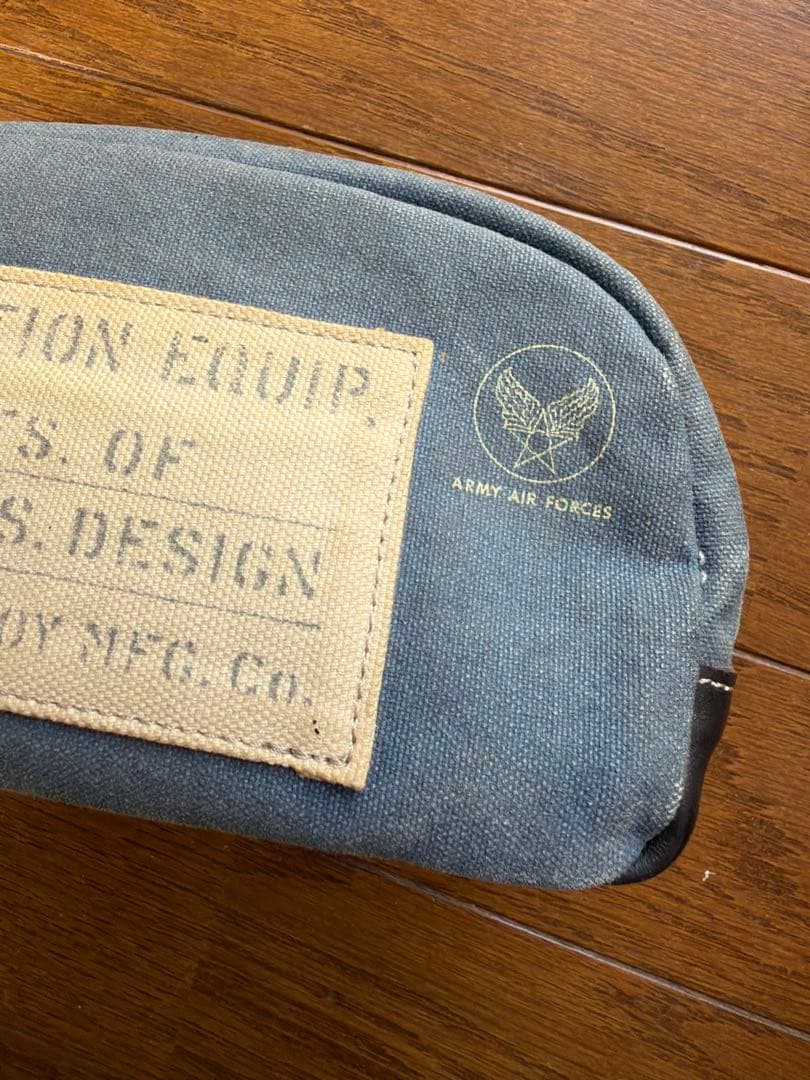 TION EQUIP.
S. OF
S. DESIGN
OY MFG. Co.
ARMY AIR FORCES